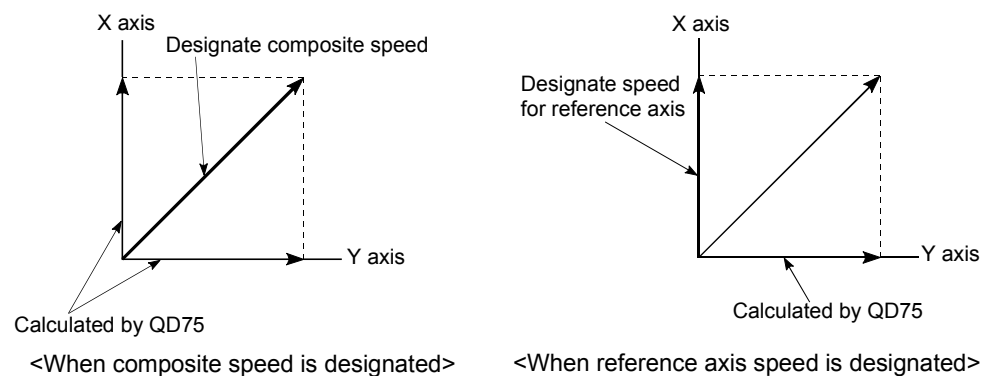 X axis
Designate composite speed
Y axis
Calculated by QD75
<When composite speed is designated>
X axis
Designate speed
for reference axis
Y axis
Calculated by QD75
<When reference axis speed is designated>